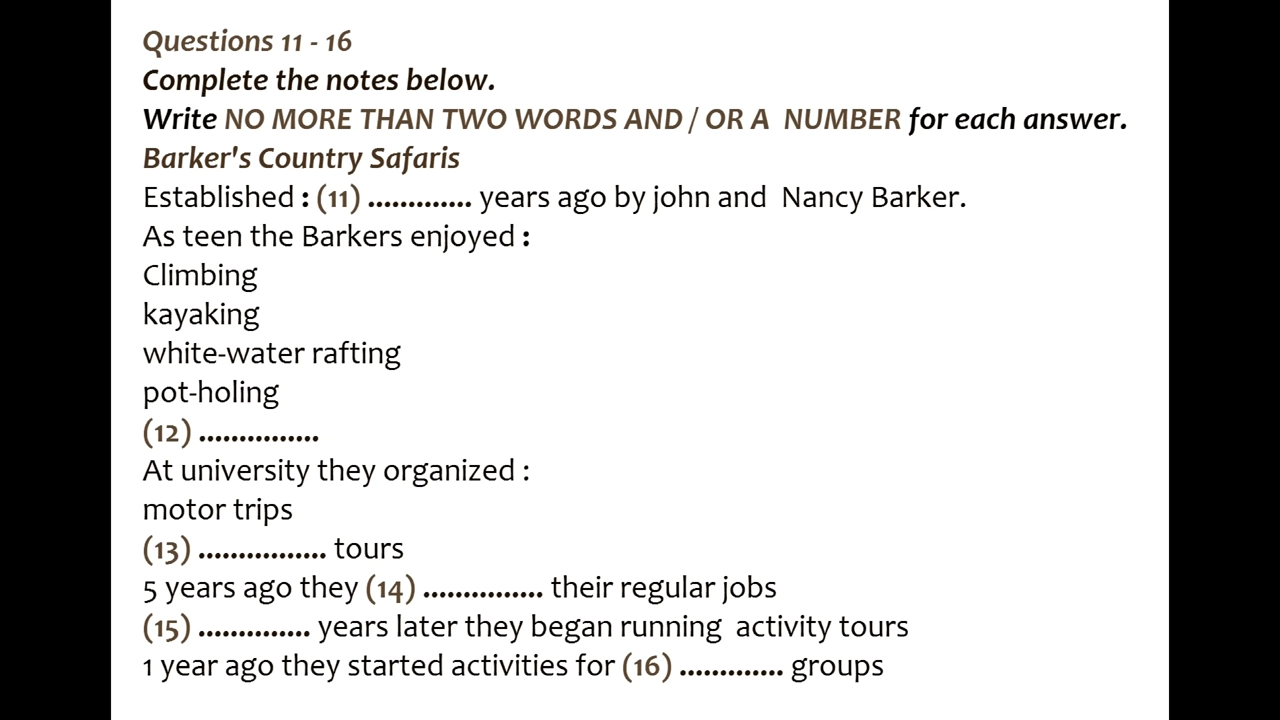 Questions 11 - 16
Complete the notes below.
Write NO MORE THAN TWO WORDS AND / OR A NUMBER for each answer.
Barker's Country Safaris
Established : (11) ............. years ago by john and Nancy Barker.
As teen the Barkers enjoyed :
Climbing
kayaking
white-water rafting
pot-holing
(12) ...............
At university they organized :
motor trips
(13) ................ tours
5 years ago they (14) ............... their regular jobs
(15) .............. years later they began running activity tours
1 year ago they started activities for (16) ............. groups